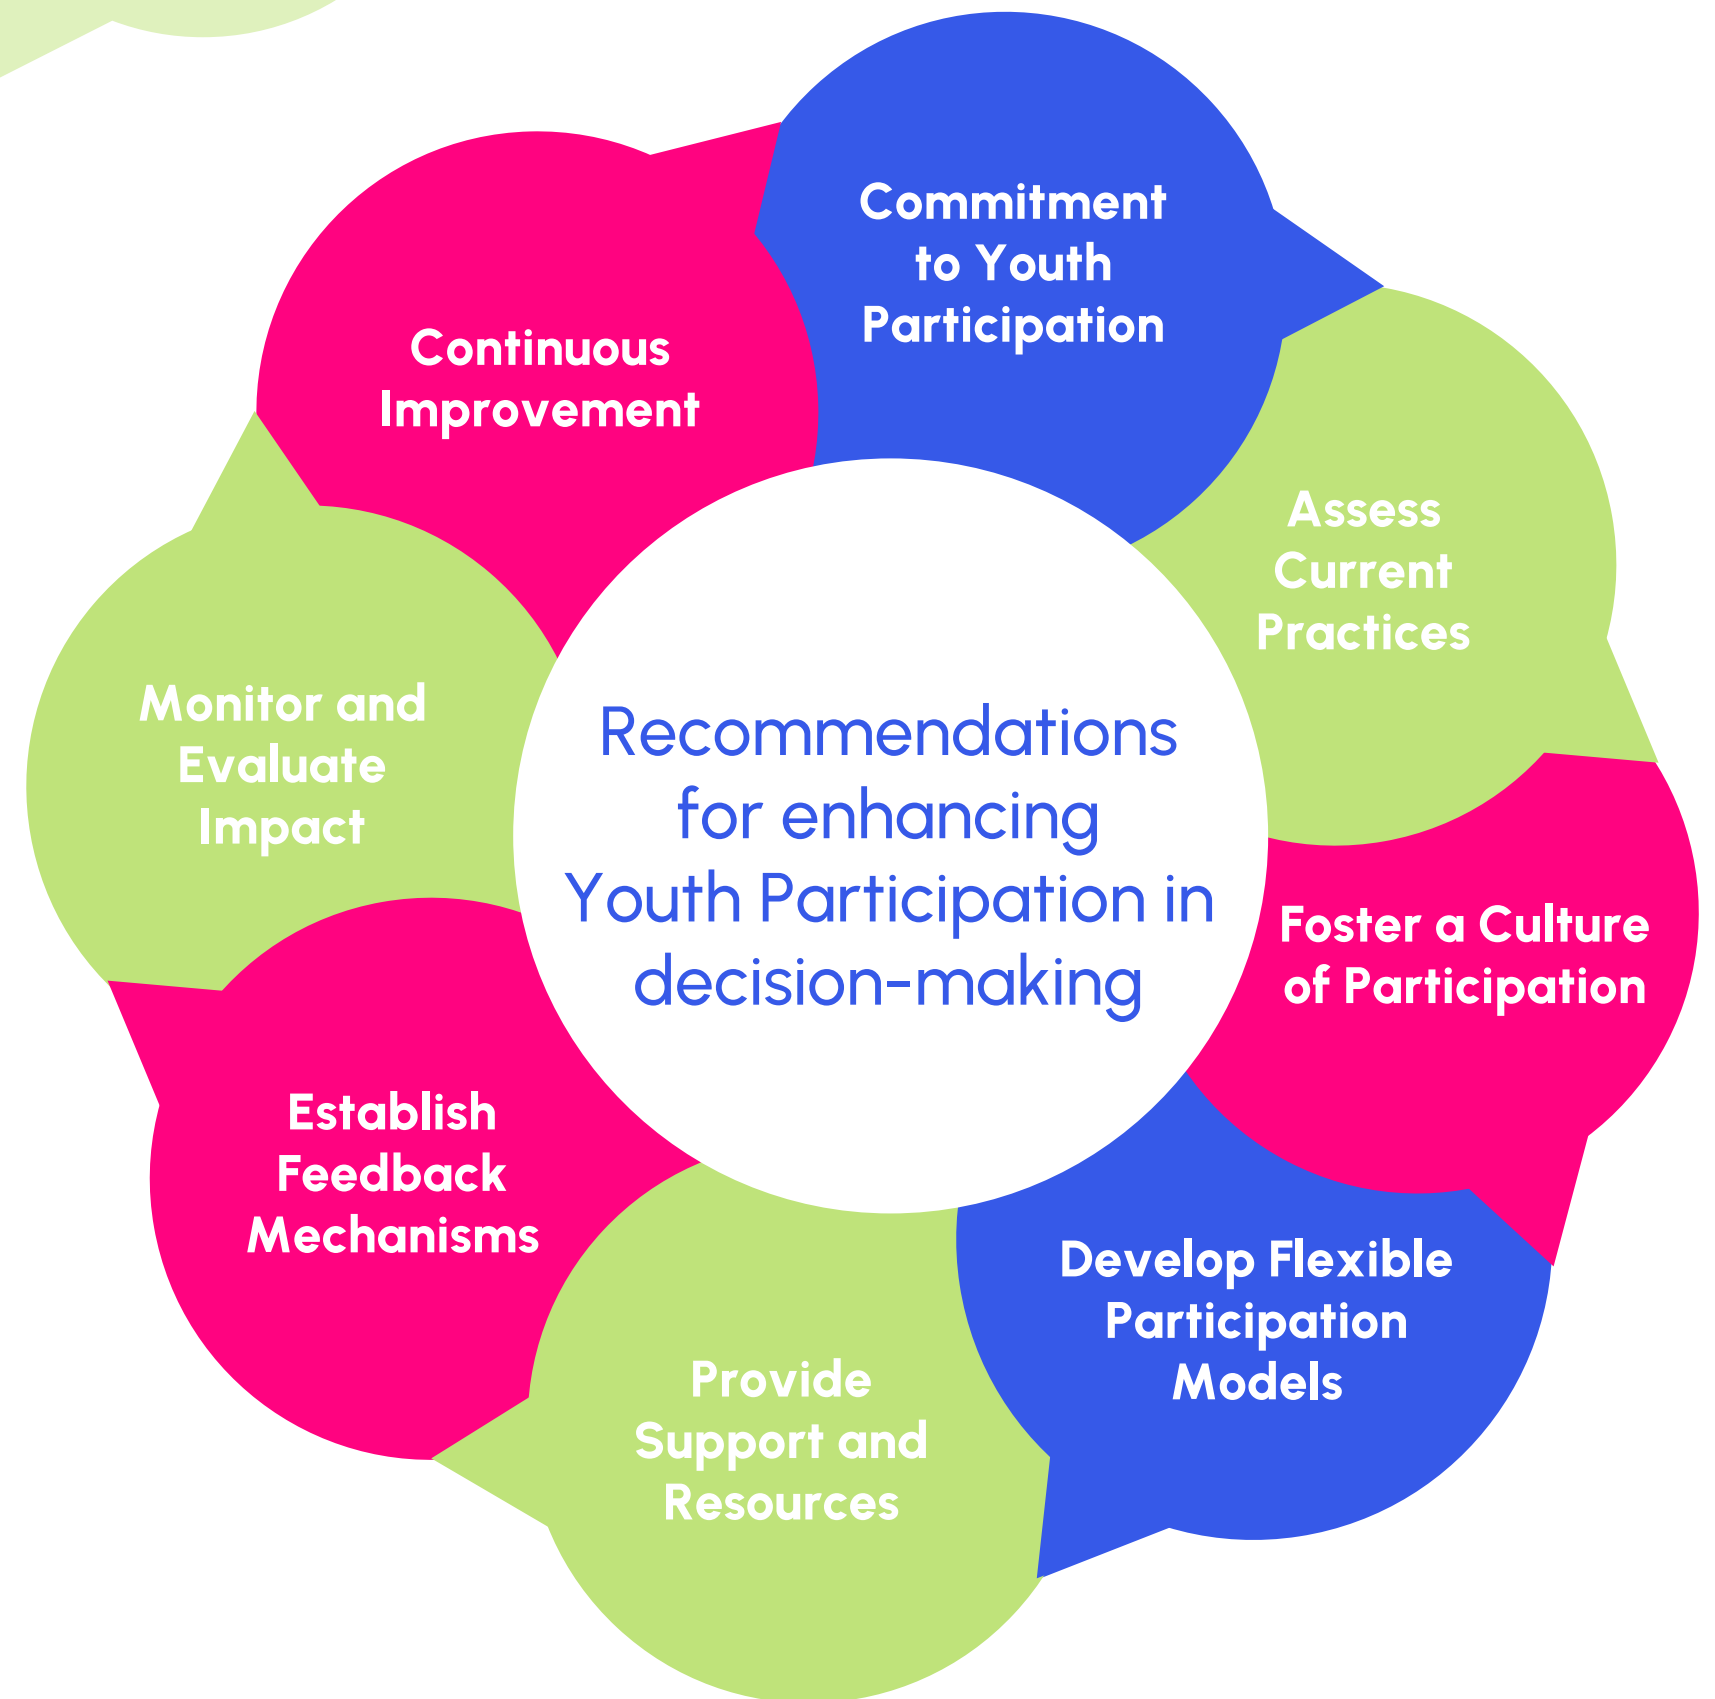 Commitment
to Youth
Participation
Assess
Current
Practices
Foster a Culture
of Participation
Develop Flexible
Participation
Models
Provide
Support and
Resources
Establish
Feedback
Mechanisms
Monitor and
Evaluate
Impact
Continuous
Improvement
Recommendations
for enhancing
Youth Participation in
decision-making